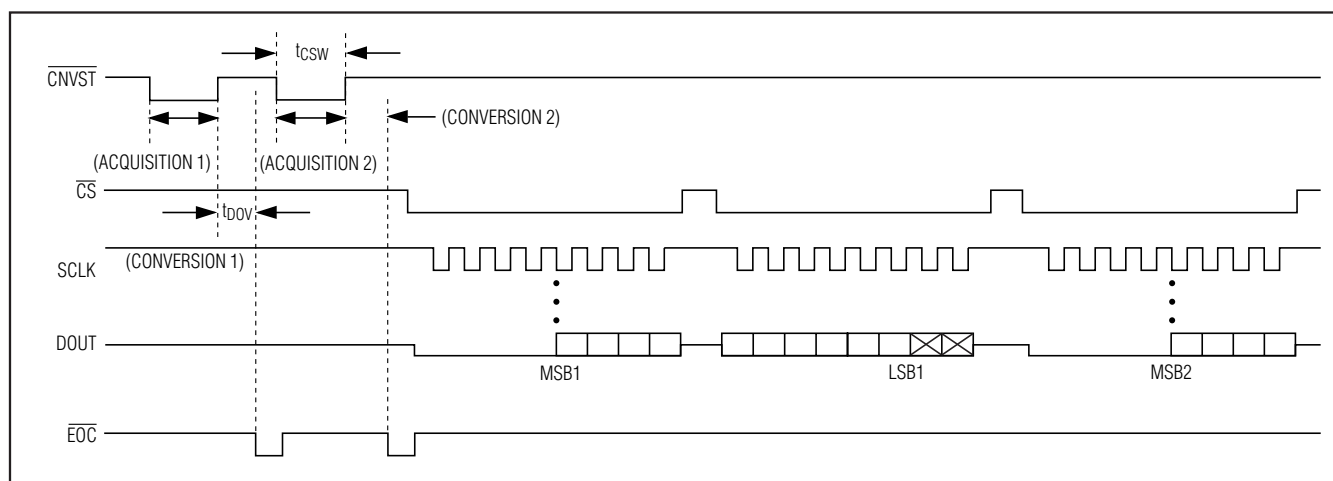 tCSW
CNVST
(CONVERSION 2)
(ACQUISITION 1)
(ACQUISITION 2)
CS
tDOV
(CONVERSION 1)
SCLK
DOUT
MSB1
LSB1
MSB2
EOC